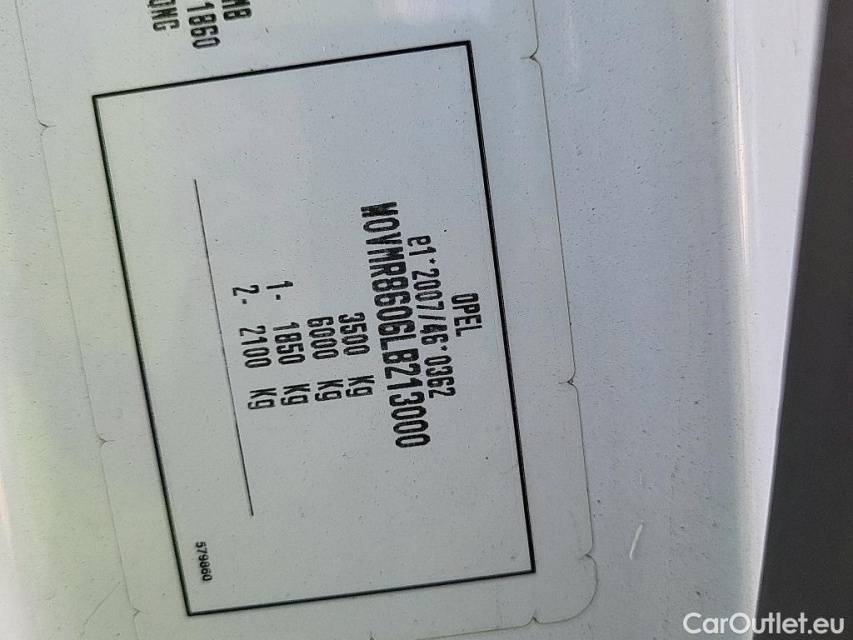 OPEL
e1*2007/46*0362
W0VMR8606LB213000
3500 Kg
6000 Kg
1- 1850 Kg
2- 2100 Kg
579860
1860
CarOutlet.eu